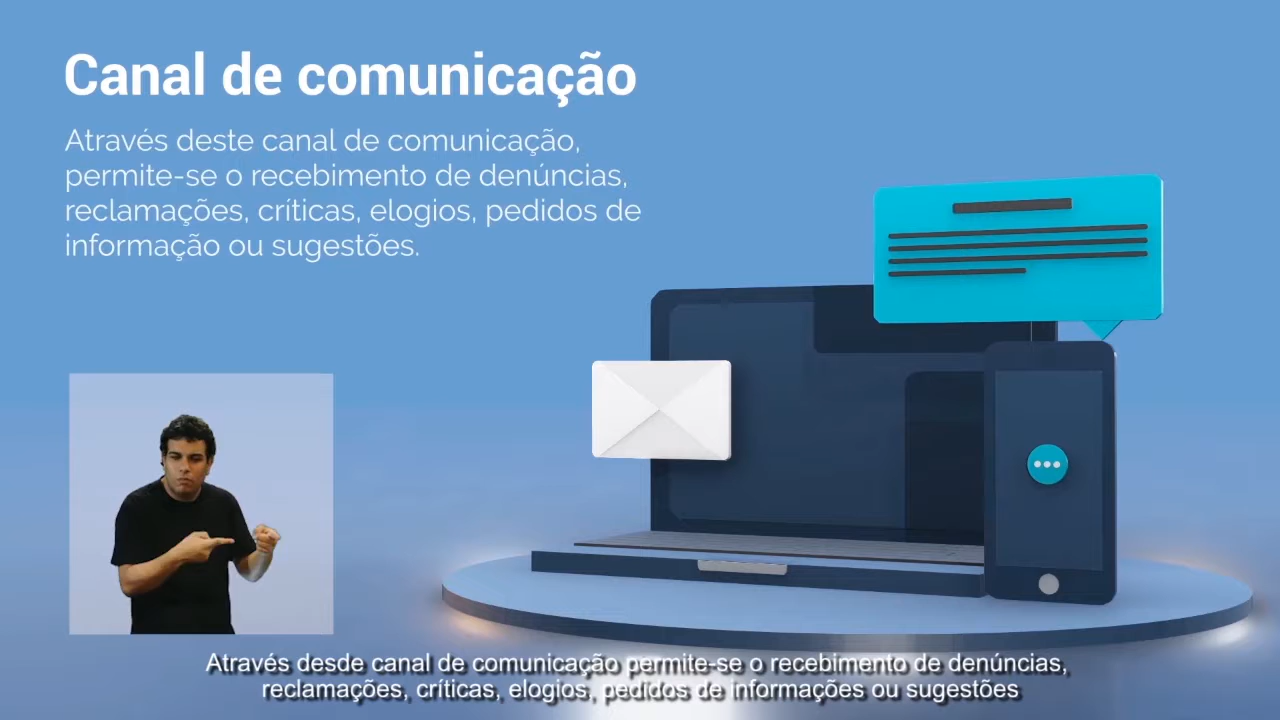 Canal de comunicação
Através deste canal de comunicação,
permite-se o recebimento de denúncias,
reclamações, críticas, elogios, pedidos de
informação ou sugestões.
Através desde canal de comunicação permite-se o recebimento de denúncias,
reclamações, críticas, elogios, pedidos de informações ou sugestões